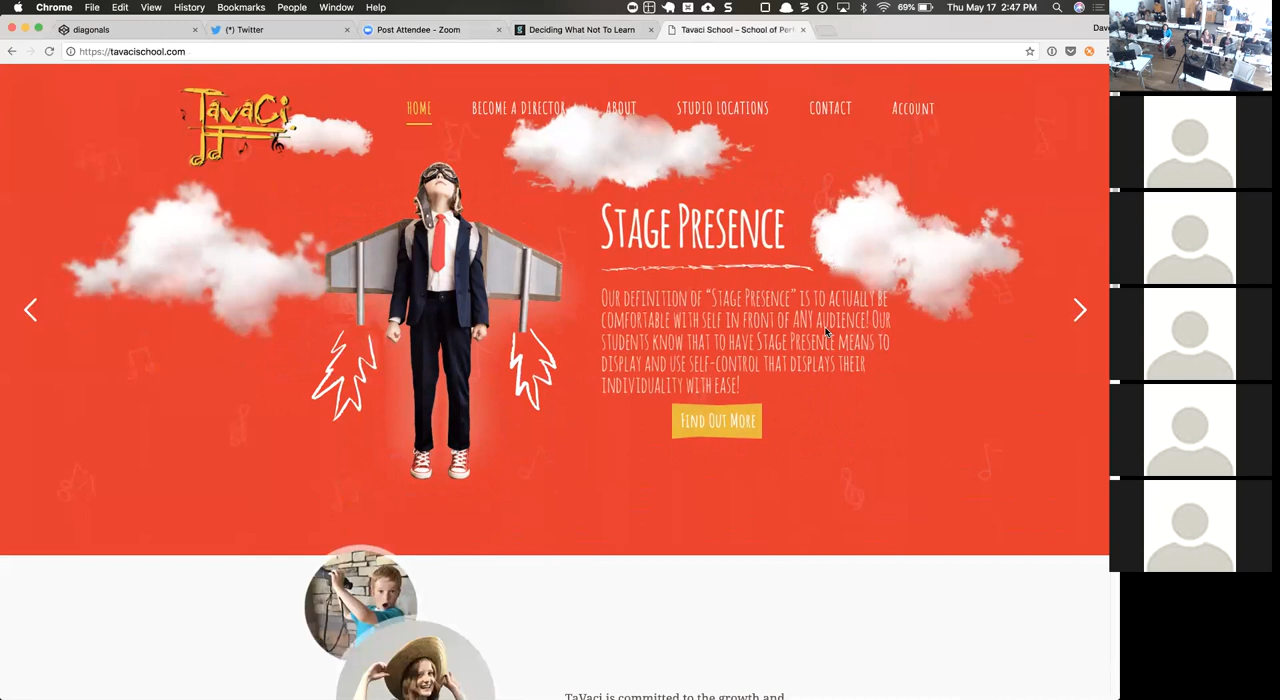 Chrome File Edit View History Bookmarks People Window Help 69% Thu May 17 2:47 PM
diagonals (*) Twitter Post Attendee - Zoom Deciding What Not To Learn Tavaci School – School of Per
https://tavacischool.com
TaVaCi
HOME BECOME A DIRECTOR ABOUT STUDIO LOCATIONS CONTACT ACCOUNT
STAGE PRESENCE
OUR DEFINITION OF “STAGE PRESENCE” IS TO ACTUALLY BE
COMFORTABLE WITH SELF IN FRONT OF ANY AUDIENCE! OUR
STUDENTS KNOW THAT TO HAVE STAGE PRESENCE MEANS TO
DISPLAY AND USE SELF-CONTROL THAT DISPLAYS THEIR
INDIVIDUALITY WITH EASE!
FIND OUT MORE
TaVaci is committed to the growth and